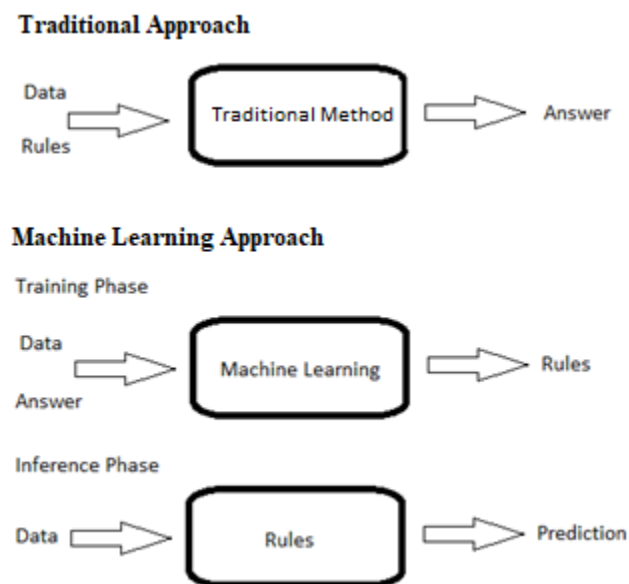 Traditional Approach
Data
Rules
Traditional Method
Answer
Machine Learning Approach
Training Phase
Data
Answer
Machine Learning
Rules
Inference Phase
Data
Rules
Prediction